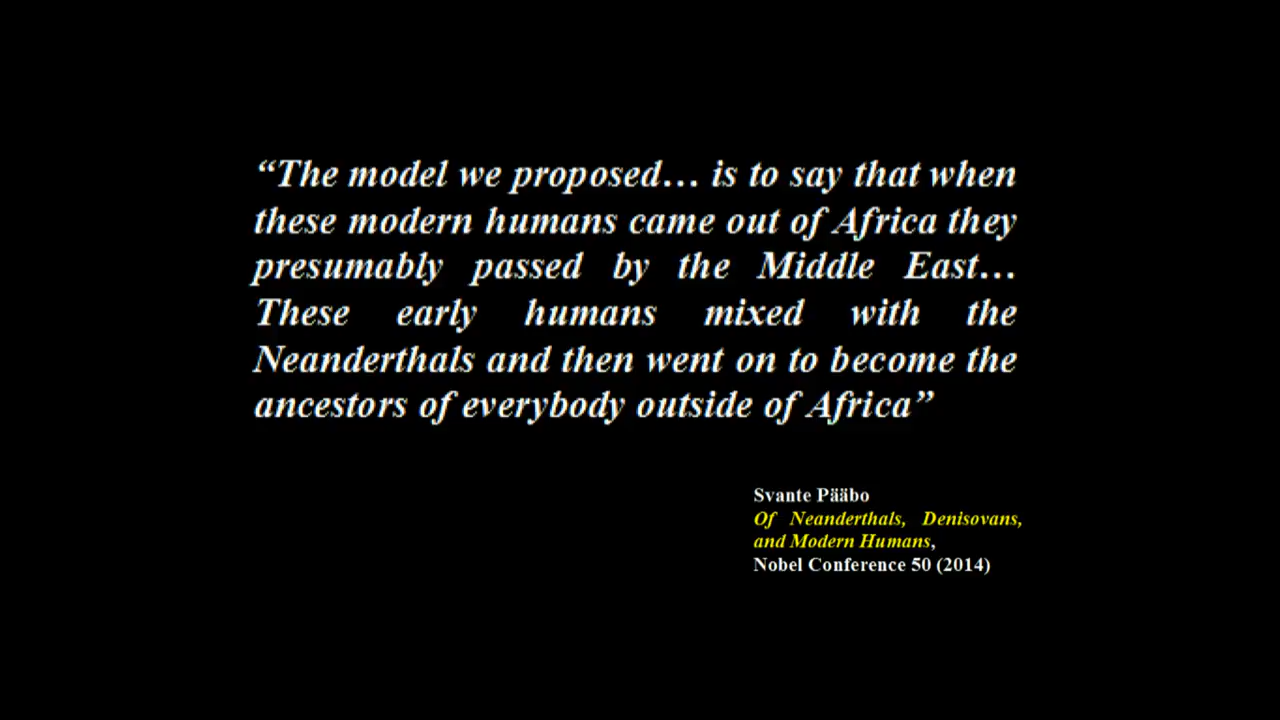 “The model we proposed… is to say that when
these modern humans came out of Africa they
presumably passed by the Middle East…
These early humans mixed with the
Neanderthals and then went on to become the
ancestors of everybody outside of Africa”
Svante Pääbo
Of Neanderthals, Denisovans,
and Modern Humans,
Nobel Conference 50 (2014)